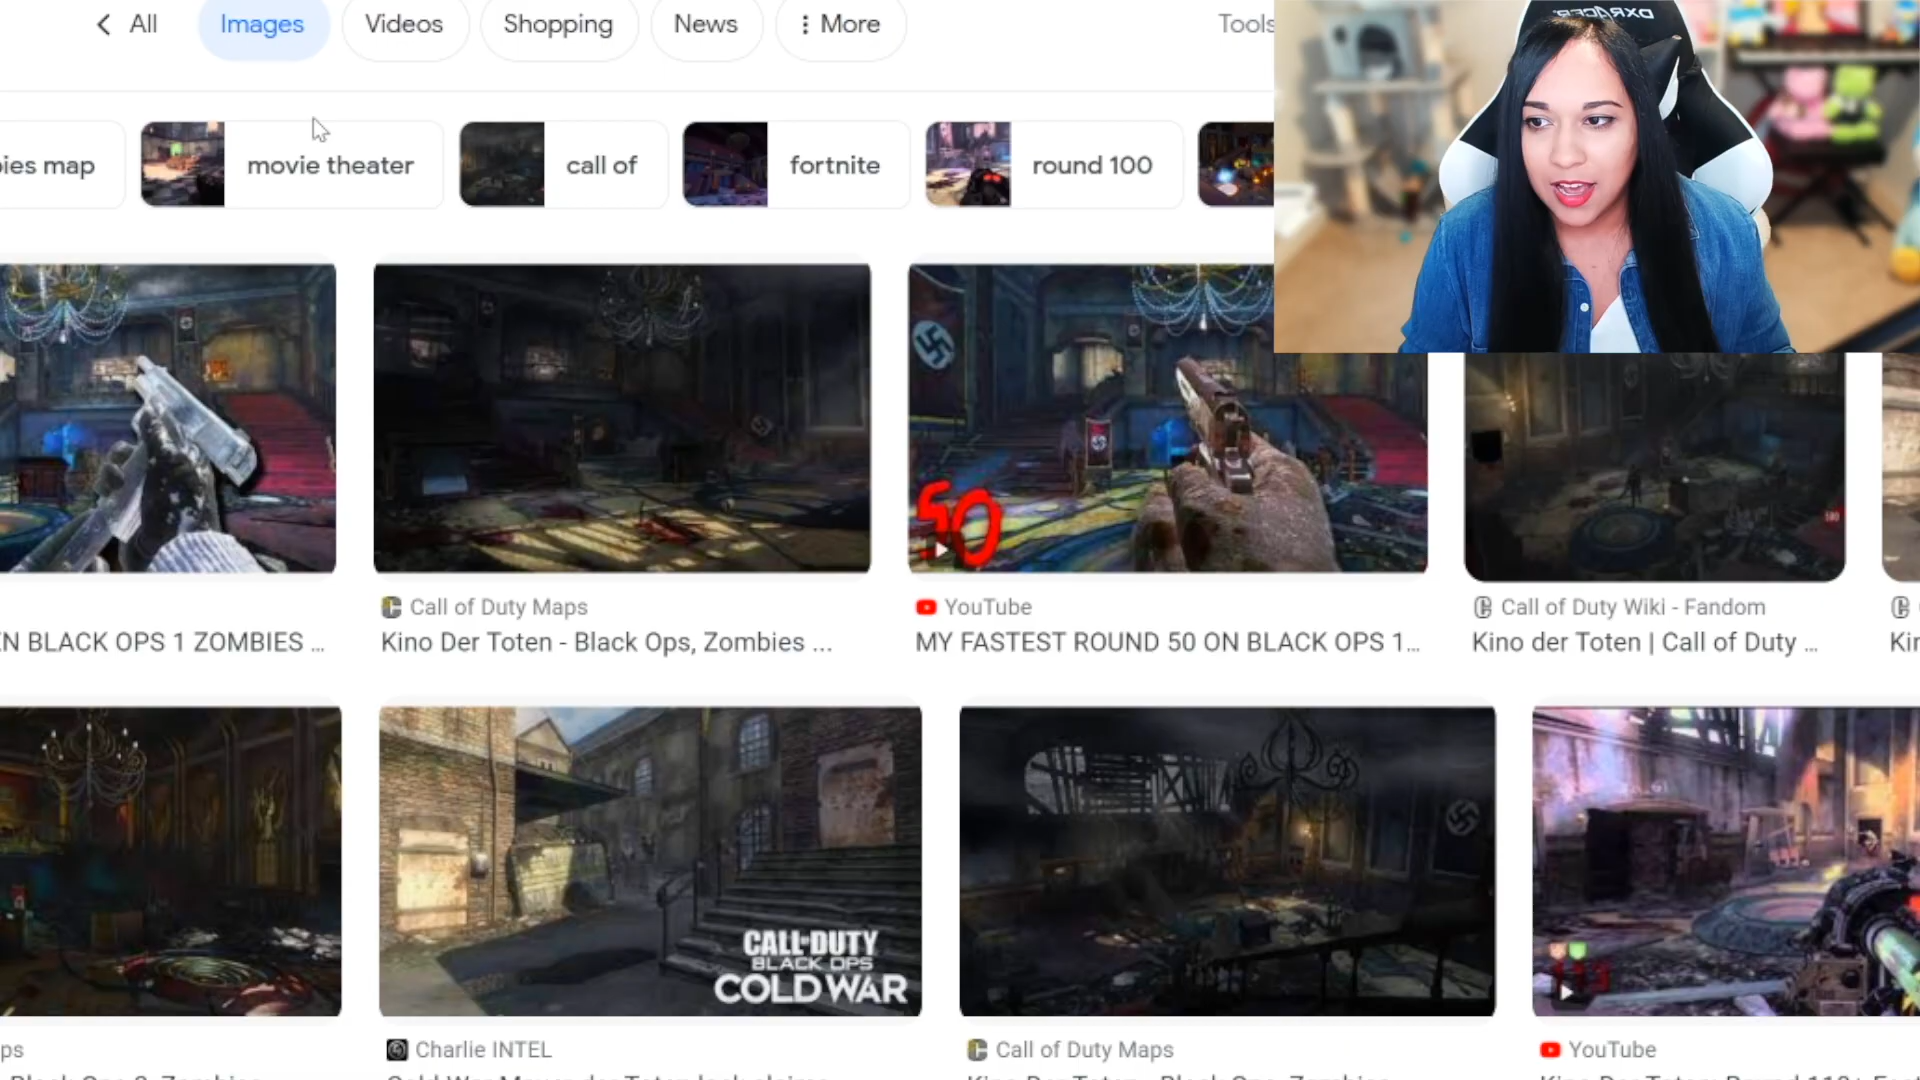 All
Images
Videos
Shopping
News
More
Tools
ies map
movie theater
call of
fortnite
round 100
DXRACER
50
EN BLACK OPS 1 ZOMBIES ...
Call of Duty Maps
Kino Der Toten - Black Ops, Zombies ...
YouTube
MY FASTEST ROUND 50 ON BLACK OPS 1...
Call of Duty Wiki - Fandom
Kino der Toten | Call of Duty ...
Kin
CALL OF DUTY
BLACK OPS
COLD WAR
ps
Charlie INTEL
Call of Duty Maps
YouTube